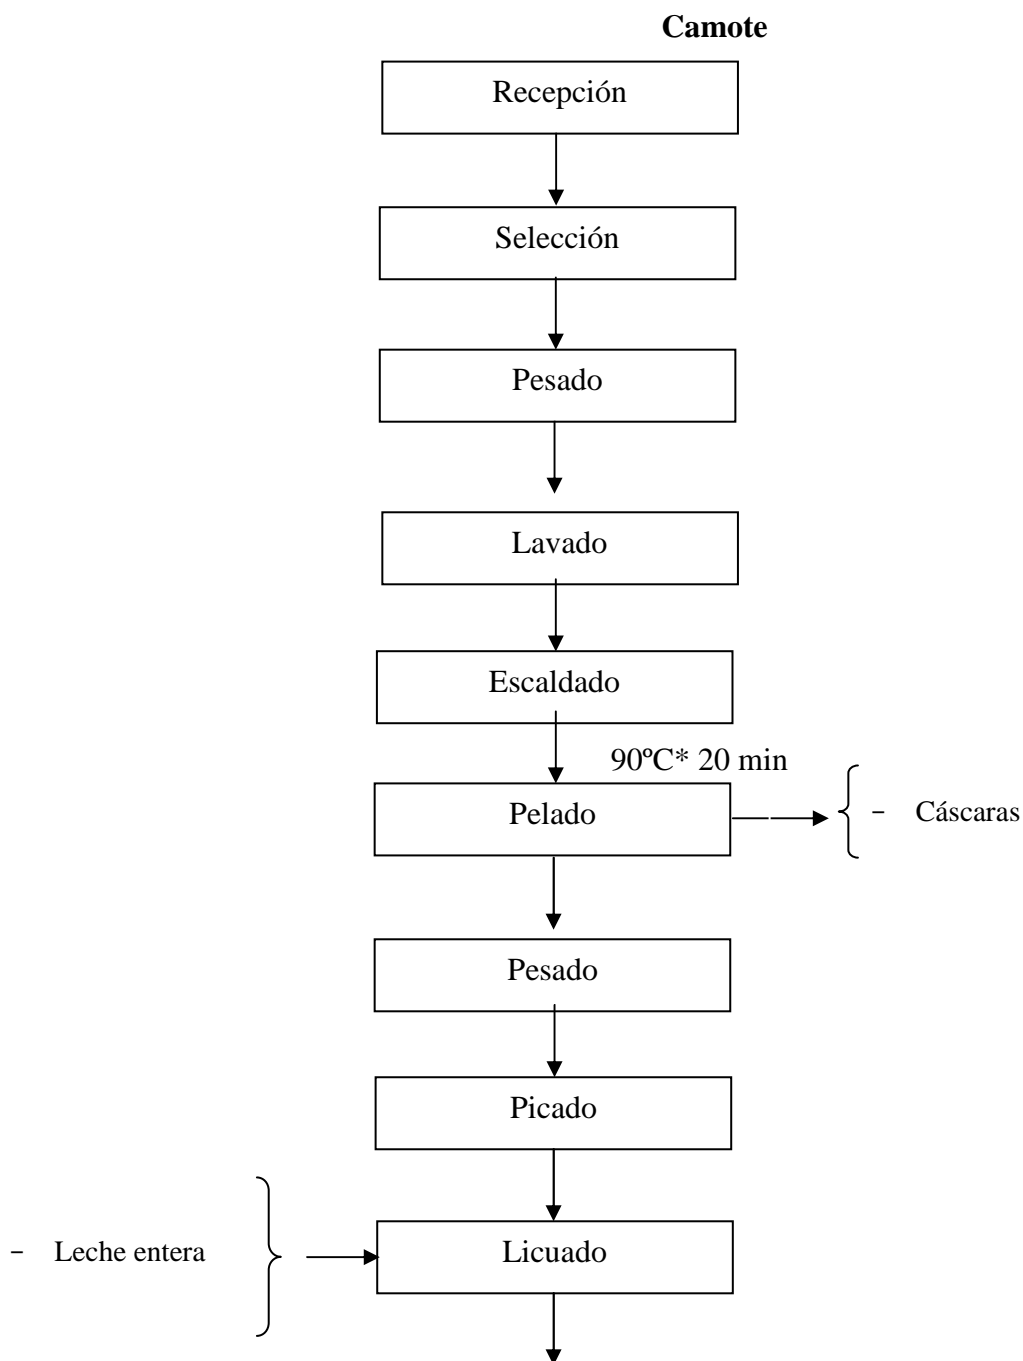 Camote
Recepción
Selección
Pesado
Lavado
Escaldado
90ºC* 20 min
Pelado
- Cáscaras
Pesado
Picado
- Leche entera
Licuado